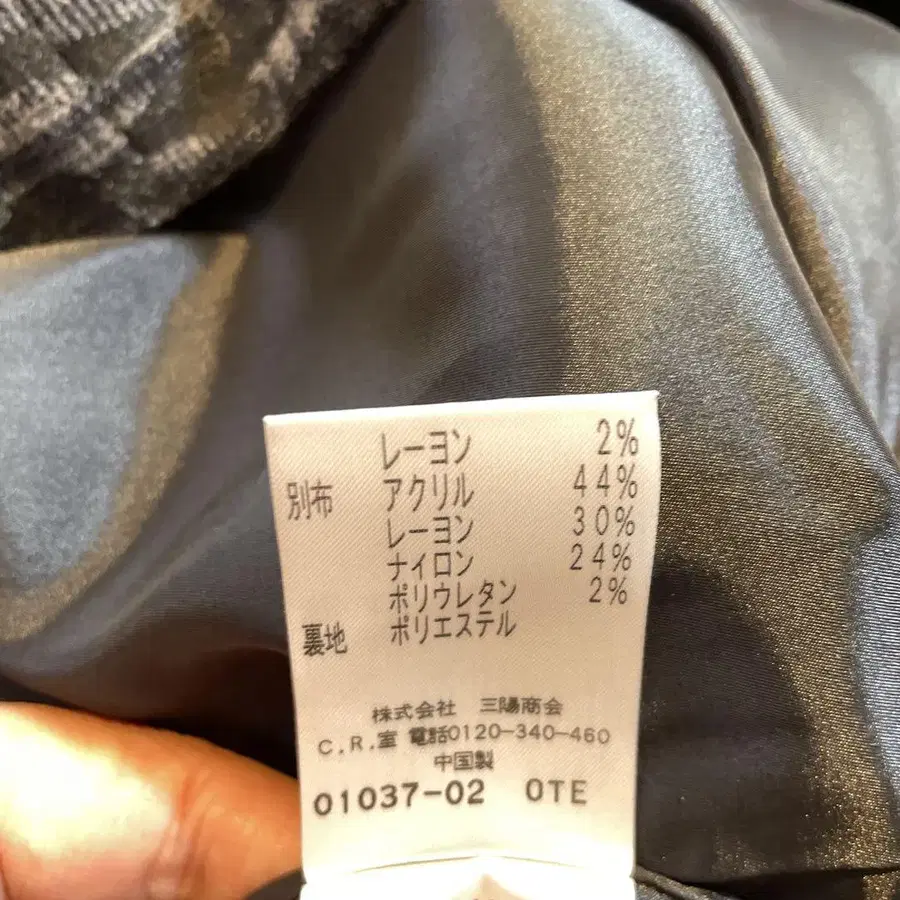 レーヨン 2%
別布 アクリル 44%
レーヨン 30%
ナイロン 24%
ポリウレタン 2%
裏地 ポリエステル
株式会社 三陽商会
C.R.室 電話0120-340-460
中国製
01037-02 0TE